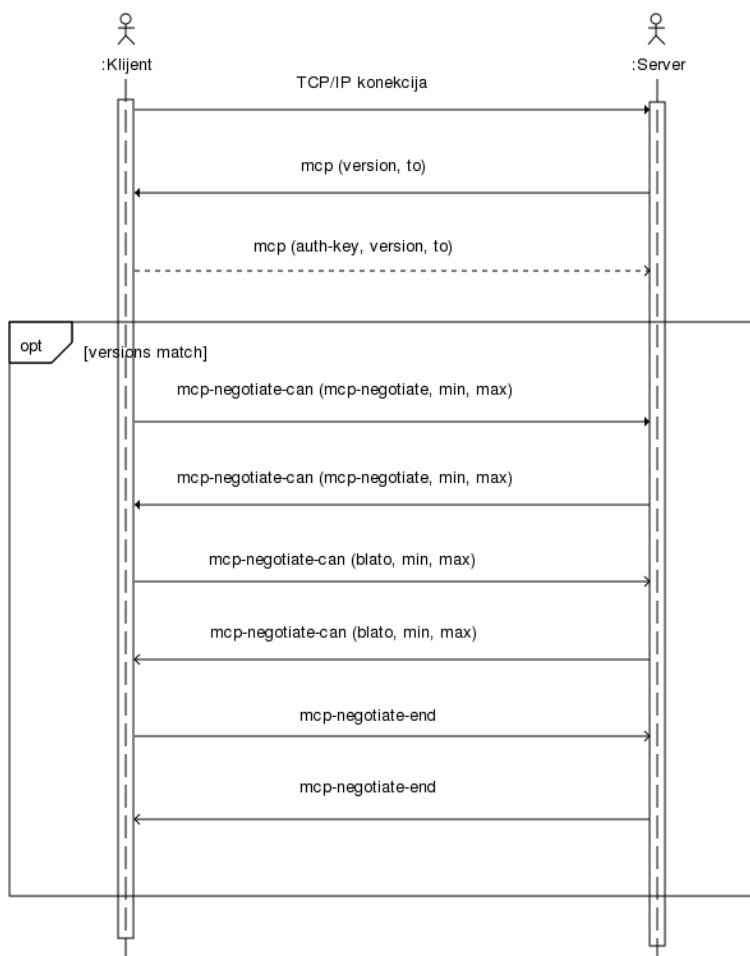 :Klijent
:Server
TCP/IP konekcija
mcp (version, to)
mcp (auth-key, version, to)
opt
[versions match]
mcp-negotiate-can (mcp-negotiate, min, max)
mcp-negotiate-can (mcp-negotiate, min, max)
mcp-negotiate-can (blato, min, max)
mcp-negotiate-can (blato, min, max)
mcp-negotiate-end
mcp-negotiate-end